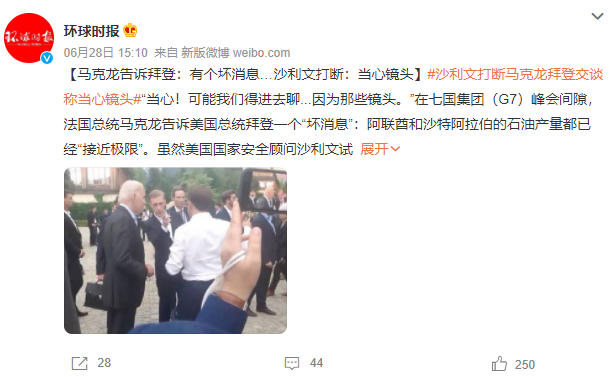 环球时报
环球时报
06月28日 15:10 来自 新版微博 weibo.com
【马克龙告诉拜登：有个坏消息…沙利文打断：当心镜头】#沙利文打断马克龙拜登交谈
称当心镜头#“当心！可能我们得进去聊...因为那些镜头。”在七国集团（G7）峰会间隙，
法国总统马克龙告诉美国总统拜登一个“坏消息”：阿联酋和沙特阿拉伯的石油产量都已
经“接近极限”。虽然美国国家安全顾问沙利文试 展开
28
44
250